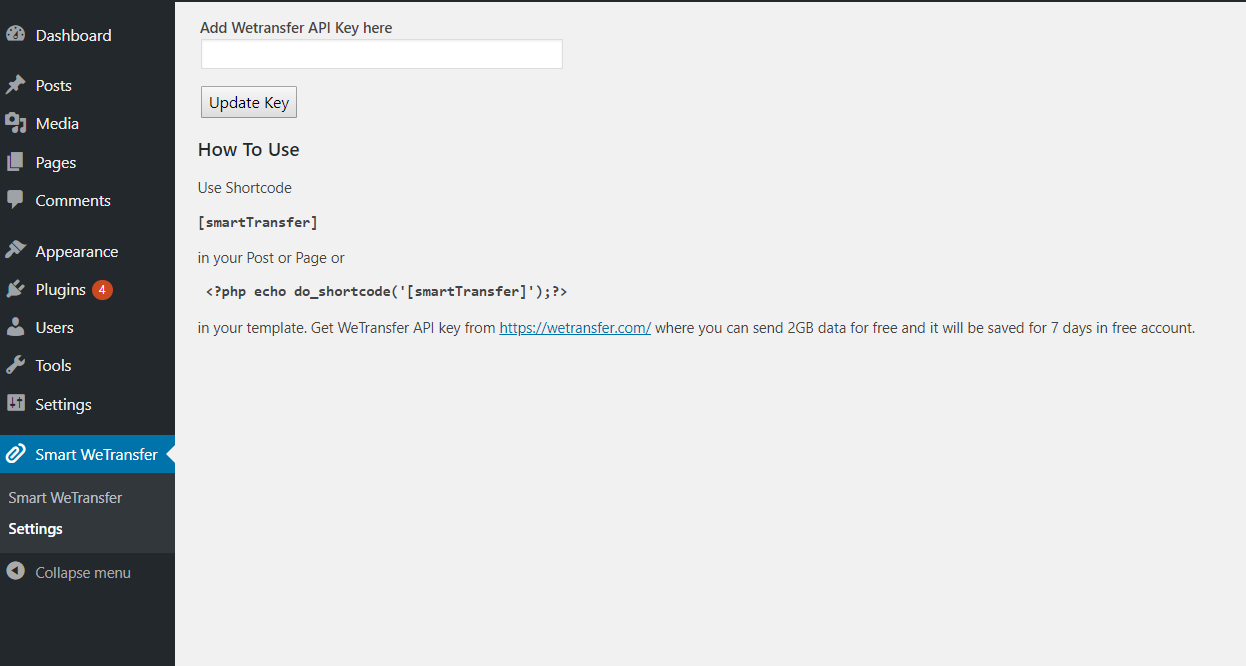 Dashboard
Posts
Media
Pages
Comments
Appearance
Plugins 4
Users
Tools
Settings
Smart WeTransfer
Smart WeTransfer
Settings
Collapse menu
Add Wetransfer API Key here
Update Key
How To Use
Use Shortcode
[smartTransfer]
in your Post or Page or
<?php echo do_shortcode('[smartTransfer]');?>
in your template. Get WeTransfer API key from https://wetransfer.com/ where you can send 2GB data for free and it will be saved for 7 days in free account.